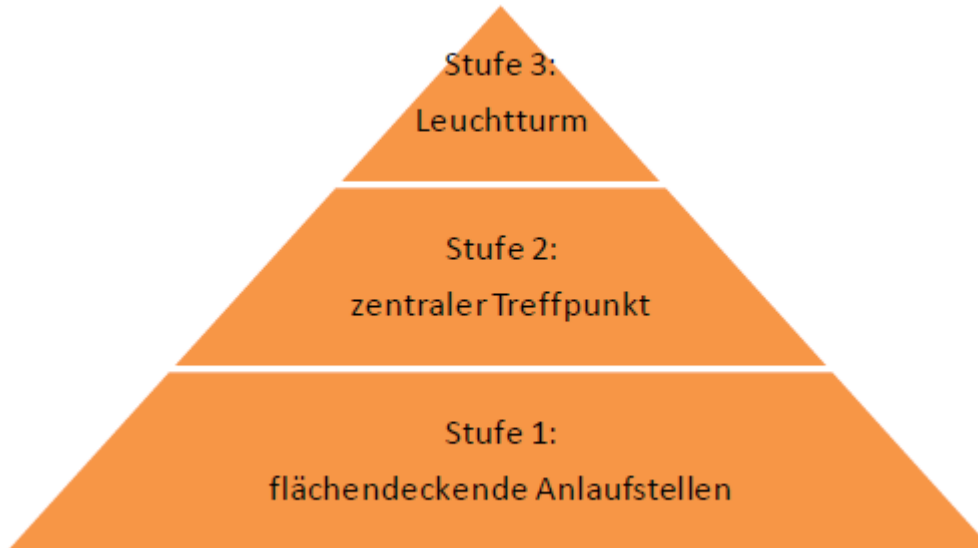 Stufe 3:
Leuchtturm
Stufe 2:
zentraler Treffpunkt
Stufe 1:
flächendeckende Anlaufstellen